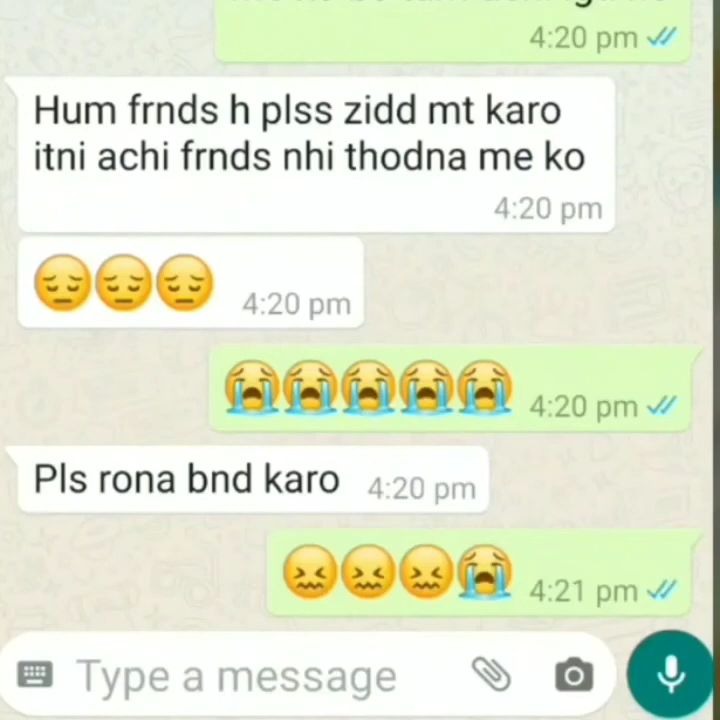 4:20 pm
Hum frnds h plss zidd mt karo
itni achi frnds nhi thodna me ko
4:20 pm
😔😔😔 4:20 pm
😭😭😭😭😭 4:20 pm
Pls rona bnd karo 4:20 pm
😖😖😖😭 4:21 pm
Type a message